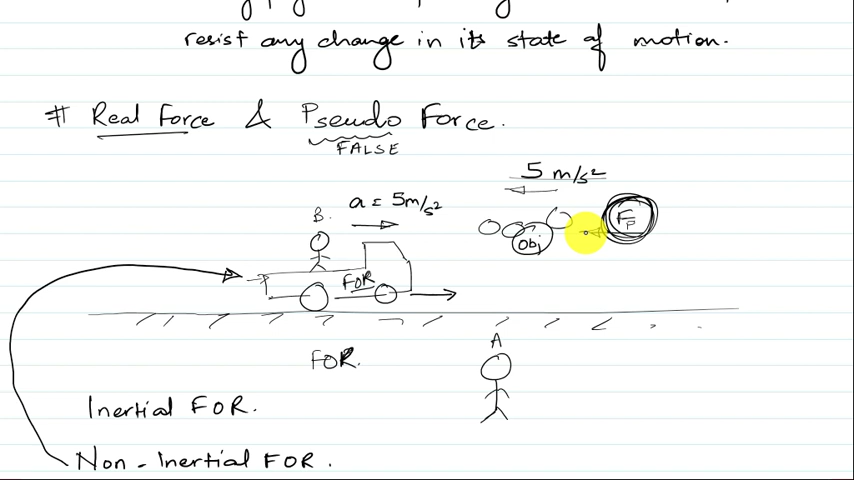 resist any change in its state of motion.
# Real Force & Pseudo Force.
FALSE
5 m/s²
a = 5m/s²
B.
Fp
Obj
FOR
A
FOR.
Inertial FOR.
Non-Inertial FOR.